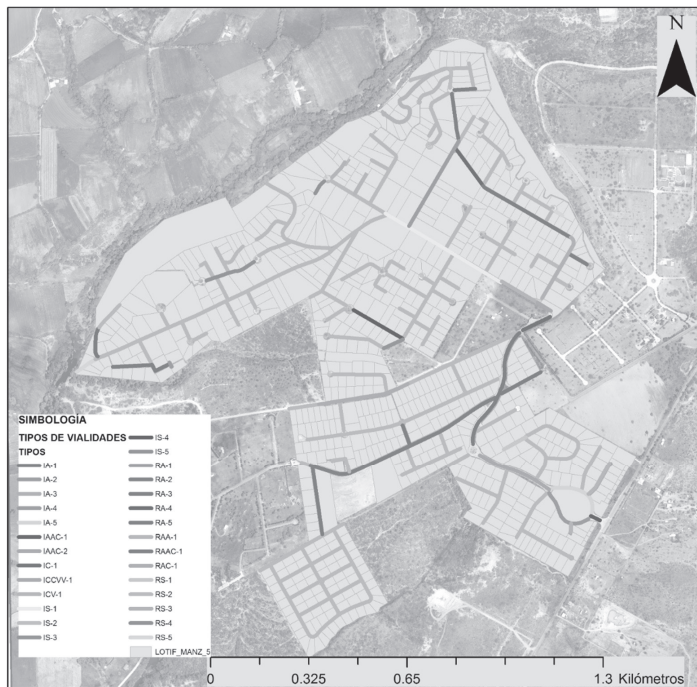 N
SIMBOLOGÍA
TIPOS DE VIALIDADES
TIPOS
IA-1
IA-2
IA-3
IA-4
IA-5
IAAC-1
IAAC-2
IC-1
ICCVV-1
ICV-1
IS-1
IS-2
IS-3
IS-4
IS-5
RA-1
RA-2
RA-3
RA-4
RA-5
RAA-1
RAAC-1
RAC-1
RS-1
RS-2
RS-3
RS-4
RS-5
LOTIF_MANZ_5
0 0.325 0.65 1.3 Kilómetros